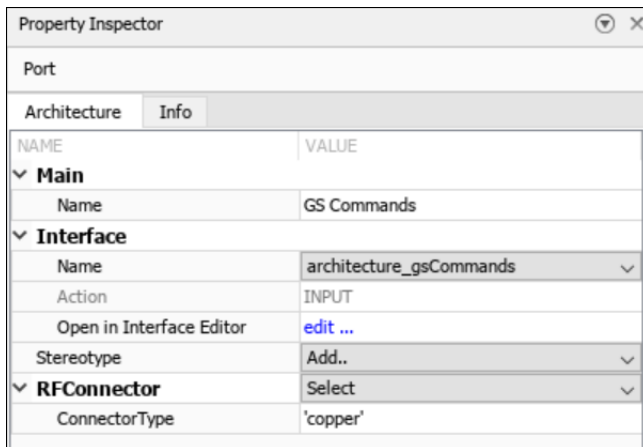 Property Inspector
Port
Architecture Info
NAME VALUE
Main
Name GS Commands
Interface
Name architecture_gsCommands
Action INPUT
Open in Interface Editor edit ...
Stereotype Add..
RFConnector Select
ConnectorType 'copper'